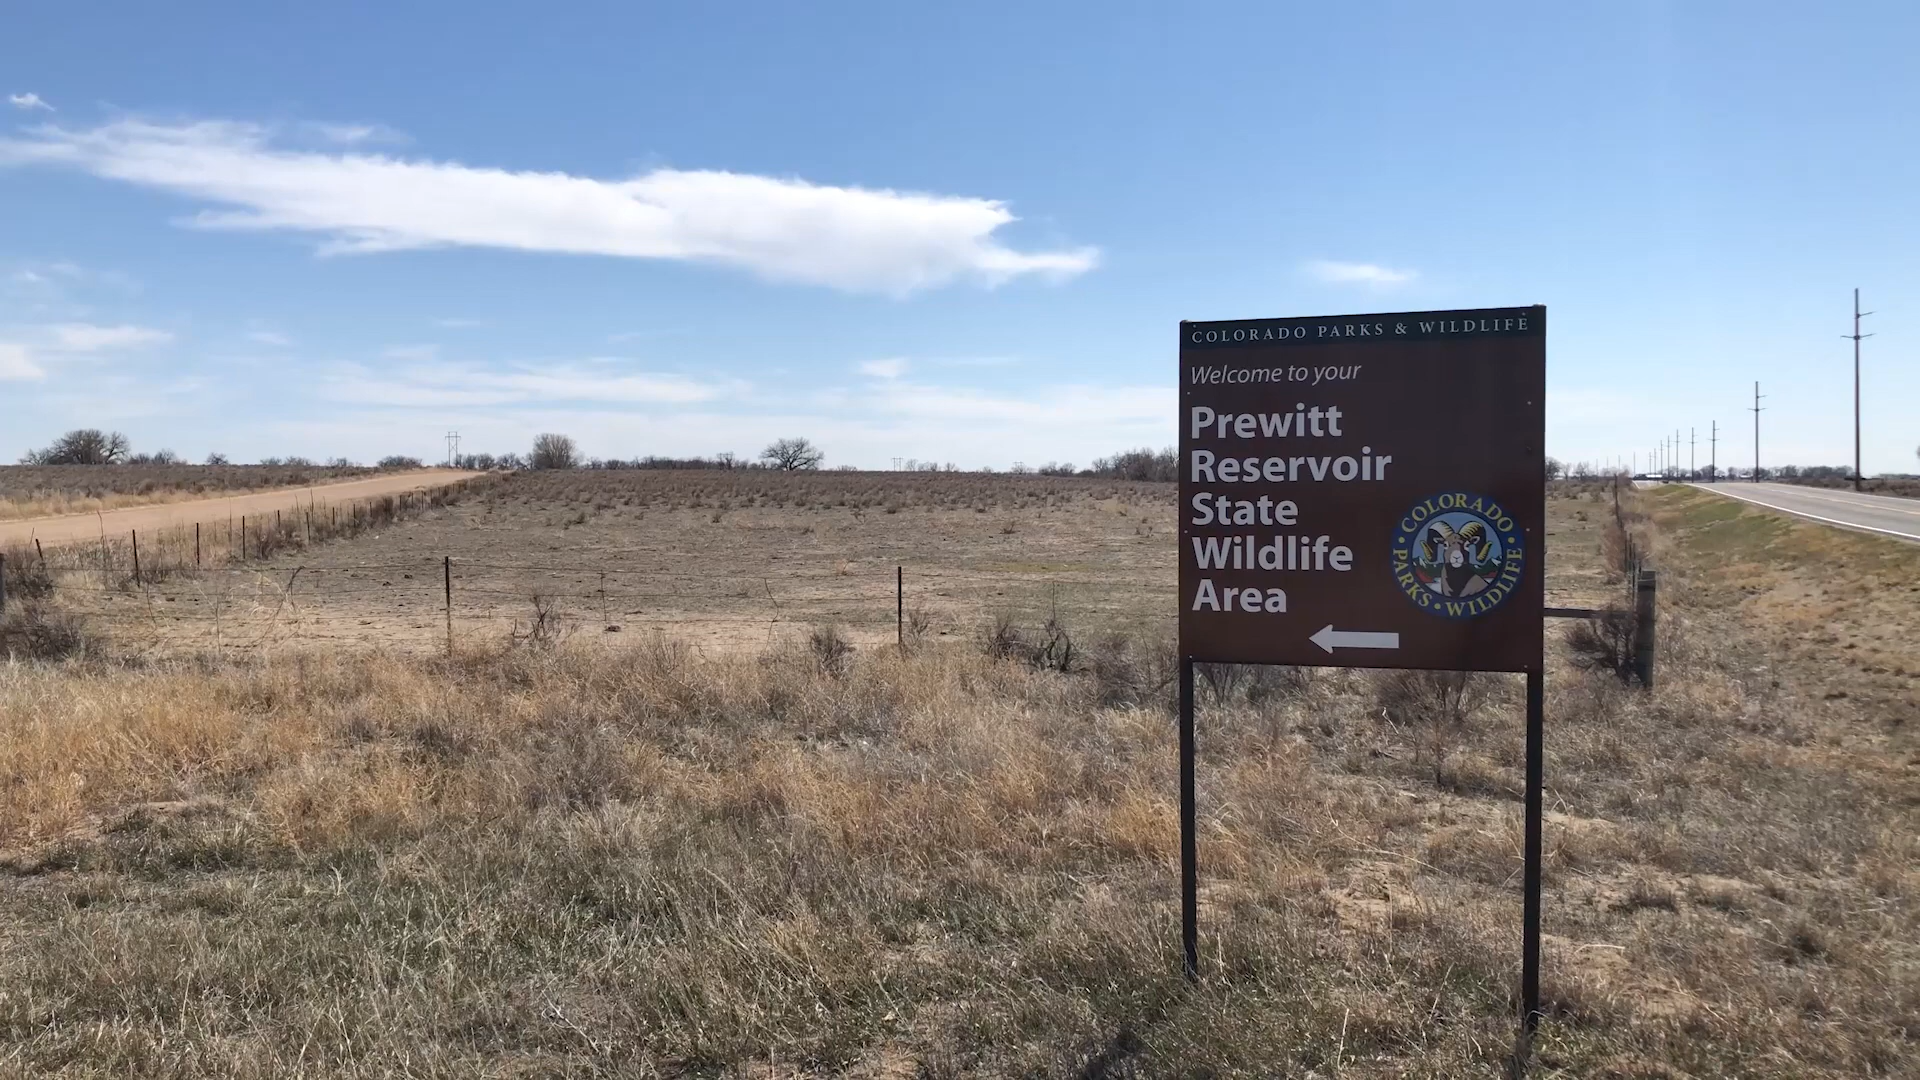 COLORADO PARKS & WILDLIFE
Welcome to your
Prewitt
Reservoir
State
Wildlife
Area
COLORADO
PARKS • WILDLIFE